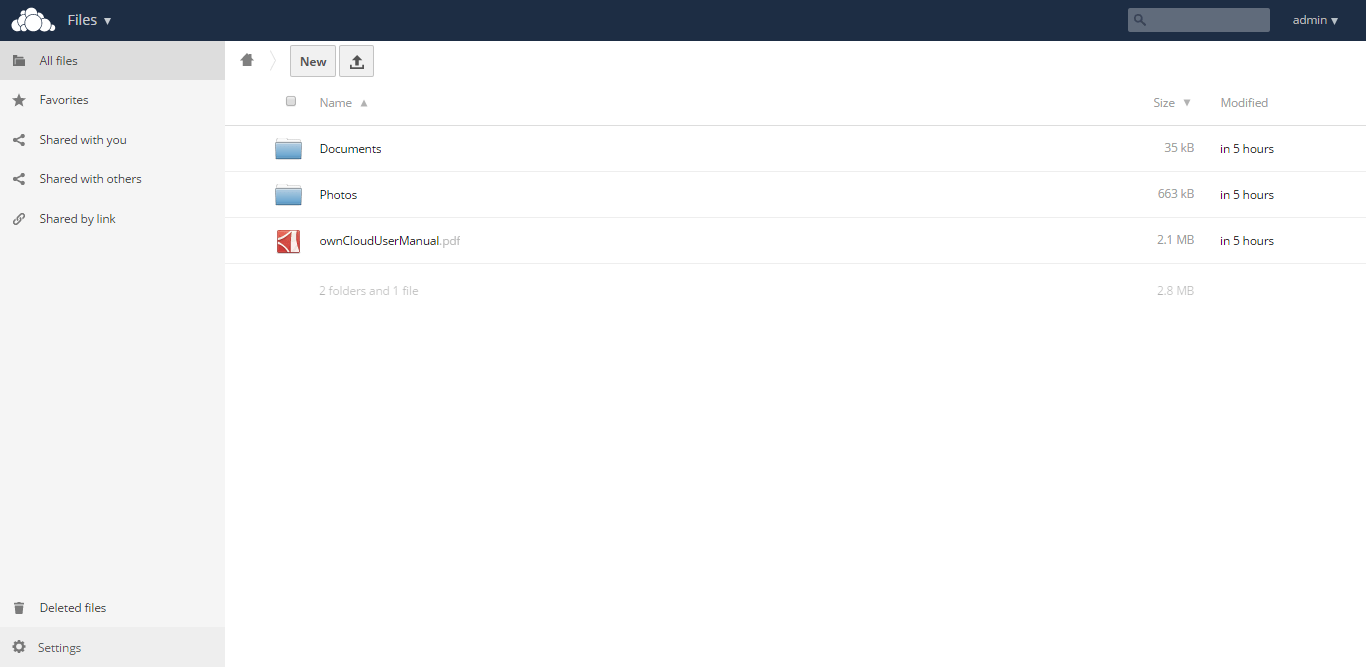 Files ▾
admin ▾
All files
Favorites
Shared with you
Shared with others
Shared by link
Deleted files
Settings
New
Name ▲ Size ▼ Modified
Documents 35 kB in 5 hours
Photos 663 kB in 5 hours
ownCloudUserManual.pdf 2.1 MB in 5 hours
2 folders and 1 file 2.8 MB